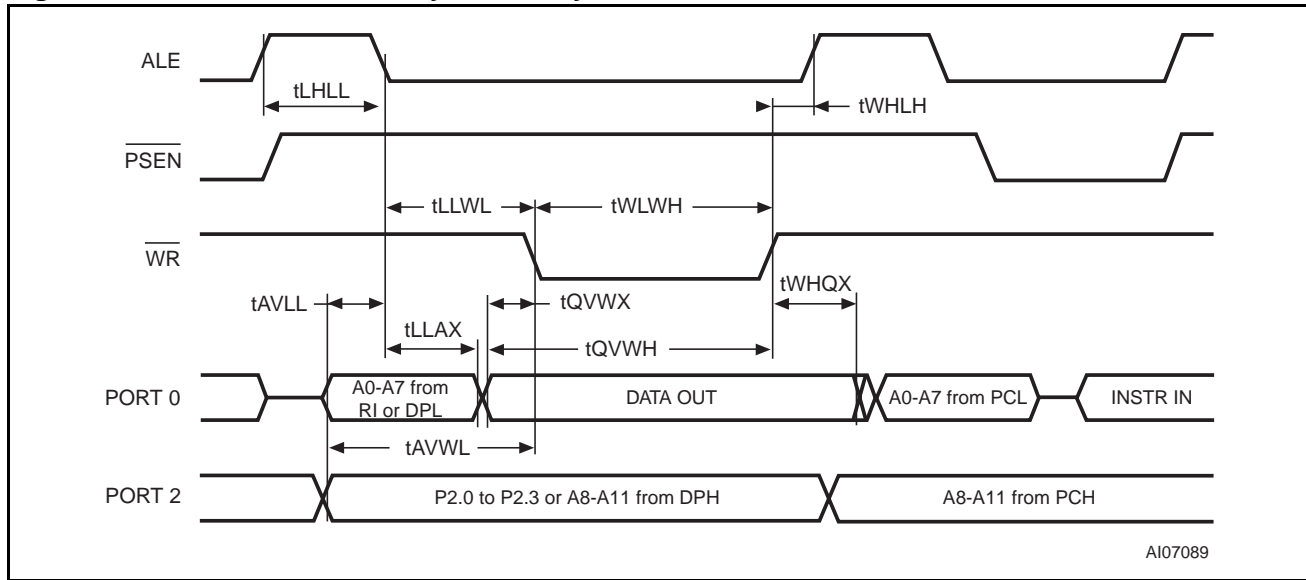 ALE
tLHLL
tWHLH
PSEN
tLLWL
tWLWH
WR
tWHQX
tAVLL
tQVWX
tLLAX
tQVWH
PORT 0
A0-A7 from
RI or DPL
DATA OUT
A0-A7 from PCL
INSTR IN
tAVWL
PORT 2
P2.0 to P2.3 or A8-A11 from DPH
A8-A11 from PCH
AI07089